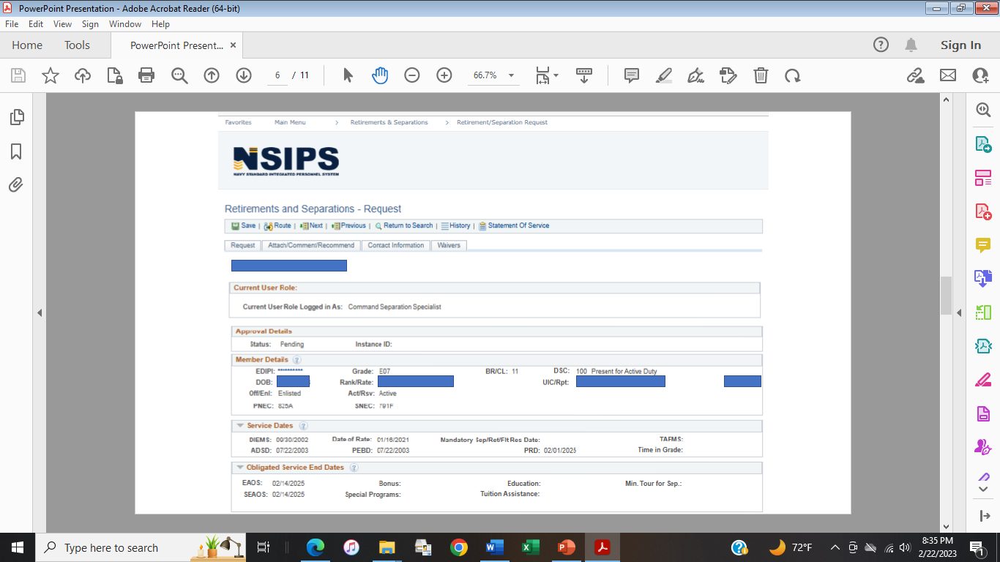 PowerPoint Presentation - Adobe Acrobat Reader (64-bit)
File Edit View Sign Window Help
Home Tools PowerPoint Present... × Sign In
6 / 11 66.7%
Favorites Main Menu > Retirements & Separations > Retirement/Separation Request
NSIPS
NAVY STANDARD INTEGRATED PERSONNEL SYSTEM
Retirements and Separations - Request
Save | Route | Next | Previous | Return to Search | History | Statement Of Service
Request Attach/Comment/Recommend Contact Information Waivers
Current User Role:
Current User Role Logged in As: Command Separation Specialist
Approval Details
Status: Pending Instance ID:
Member Details
EDIPI: ********** Grade: E07 BR/CL: 11 DSC: 100 Present for Active Duty
DOB: Rank/Rate: UIC/Rpt:
Off/Enl: Enlisted Act/Rsv: Active
PNEC: 825A SNEC: 791F
Service Dates
DIEMS: 09/30/2002 Date of Rate: 01/16/2021 Mandatory Sep/Ret/Flt Res Date: TAFMS:
ADSD: 07/22/2003 PEBD: 07/22/2003 PRD: 02/01/2025 Time in Grade:
Obligated Service End Dates
EAOS: 02/14/2025 Bonus: Education: Min. Tour for Sep.:
SEAOS: 02/14/2025 Special Programs: Tuition Assistance:
Type here to search 72°F 8:35 PM
2/22/2023 1